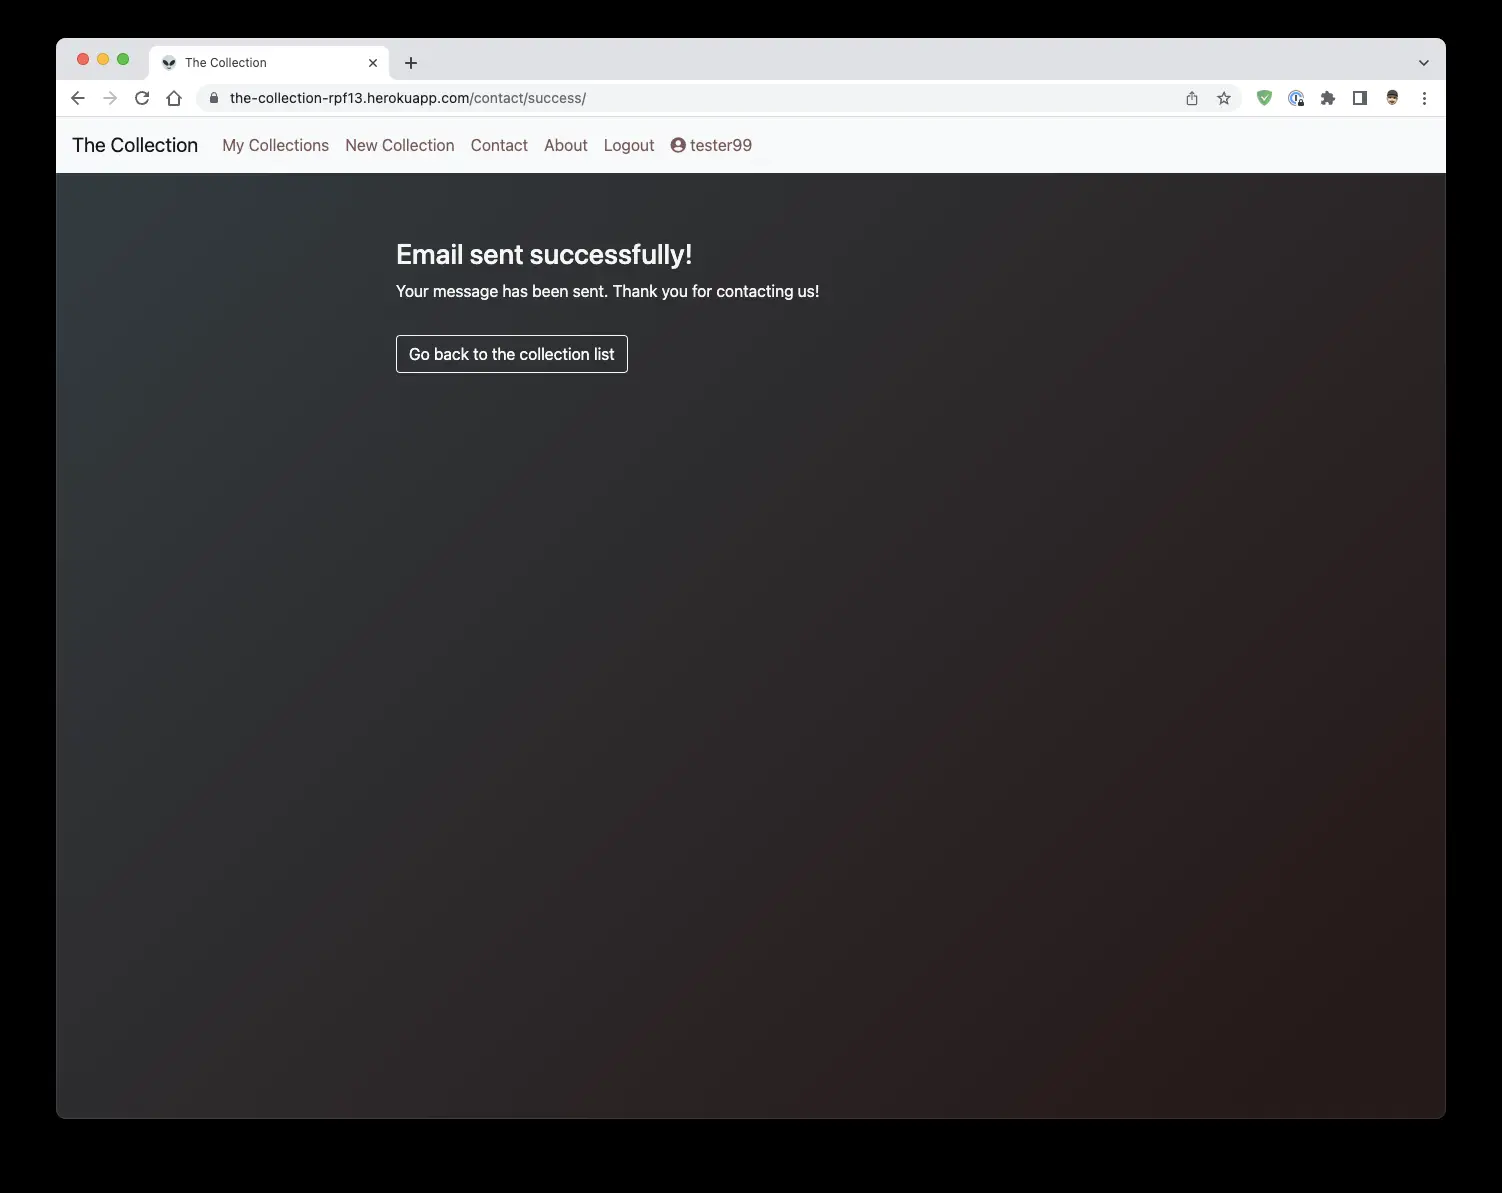 The Collection
the-collection-rpf13.herokuapp.com/contact/success/
The Collection My Collections New Collection Contact About Logout tester99
Email sent successfully!
Your message has been sent. Thank you for contacting us!
Go back to the collection list